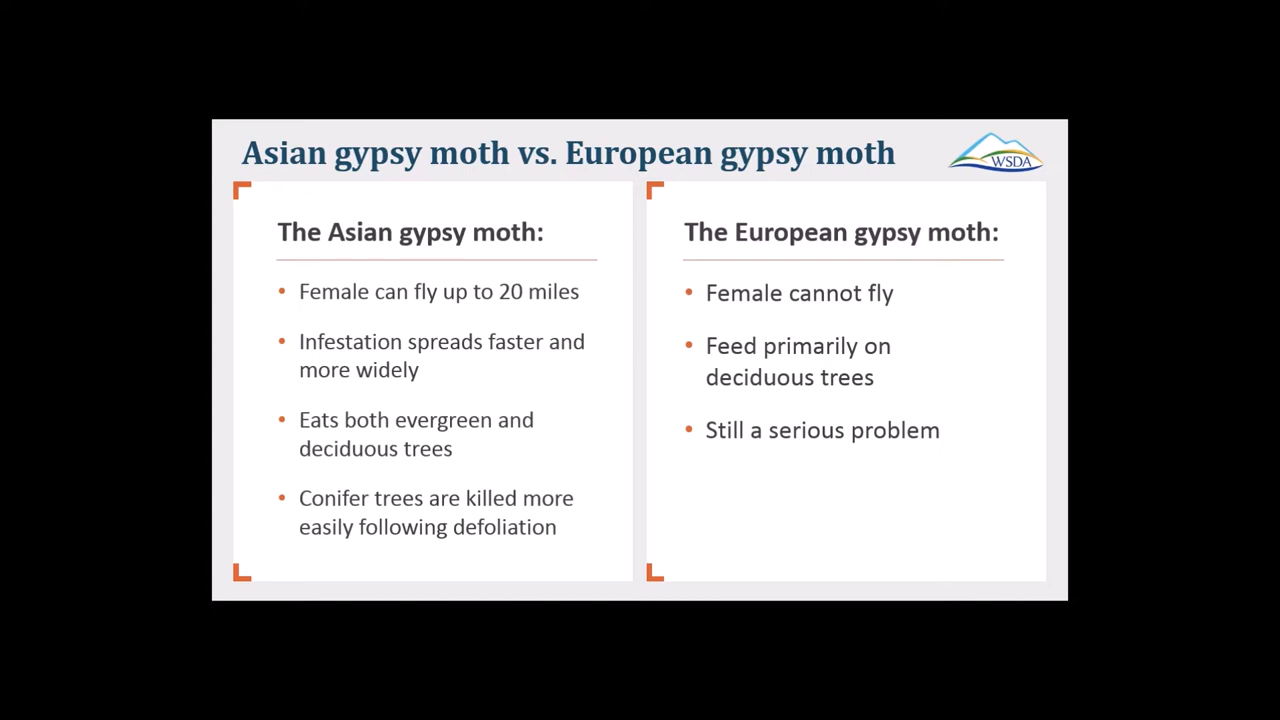 Asian gypsy moth vs. European gypsy moth
WSDA
The Asian gypsy moth:
• Female can fly up to 20 miles
• Infestation spreads faster and
more widely
• Eats both evergreen and
deciduous trees
• Conifer trees are killed more
easily following defoliation
The European gypsy moth:
• Female cannot fly
• Feed primarily on
deciduous trees
• Still a serious problem